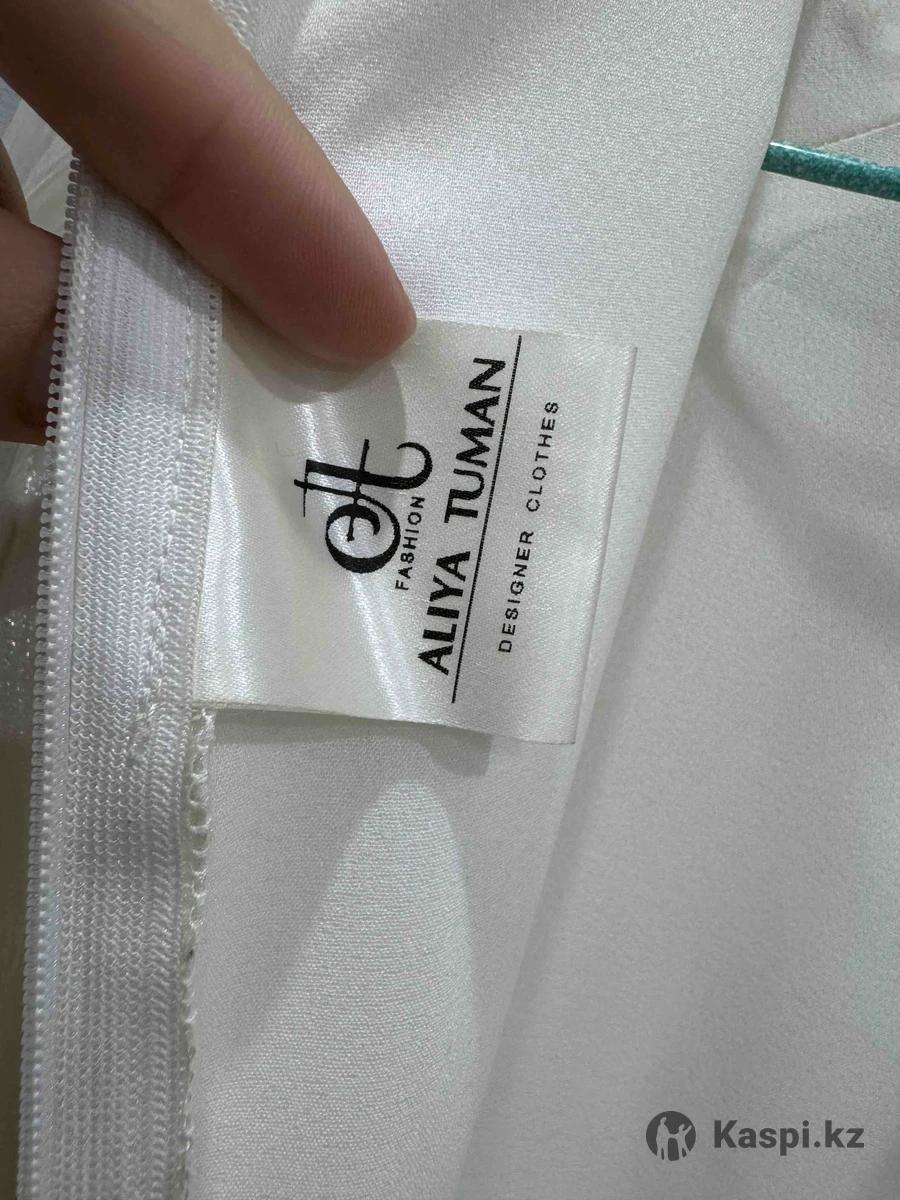 FASHION
ALIYA TUMAN
DESIGNER CLOTHES
Kaspi.kz